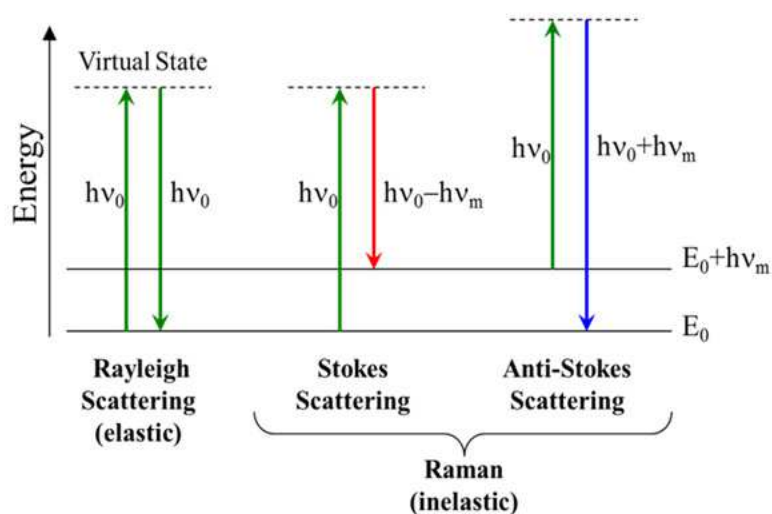 Energy
Virtual State
hν₀
hν₀
hν₀
hν₀–hνₘ
hν₀
hν₀+hνₘ
E₀+hνₘ
E₀
Rayleigh
Scattering
(elastic)
Stokes
Scattering
Anti-Stokes
Scattering
Raman
(inelastic)